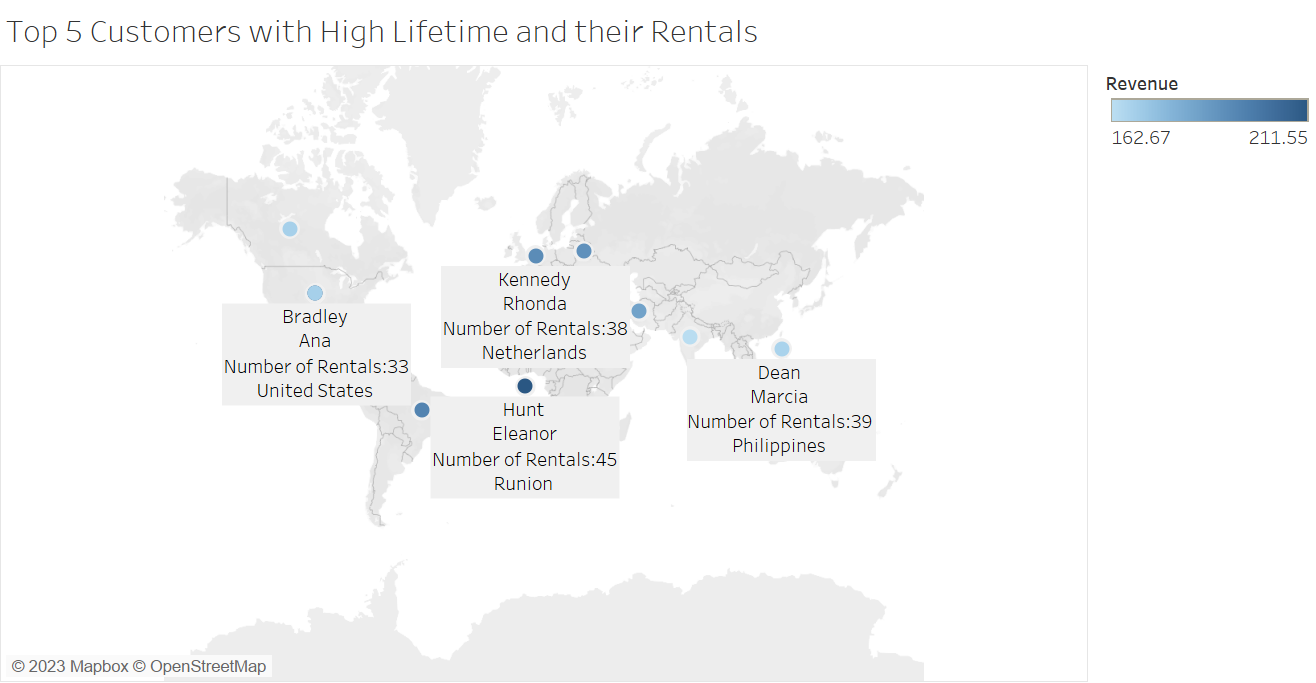 Top 5 Customers with High Lifetime and their Rentals
Revenue
162.67 211.55
Kennedy
Rhonda
Number of Rentals:38
Netherlands
Bradley
Ana
Number of Rentals:33
United States
Dean
Marcia
Number of Rentals:39
Philippines
Hunt
Eleanor
Number of Rentals:45
Runion
© 2023 Mapbox © OpenStreetMap